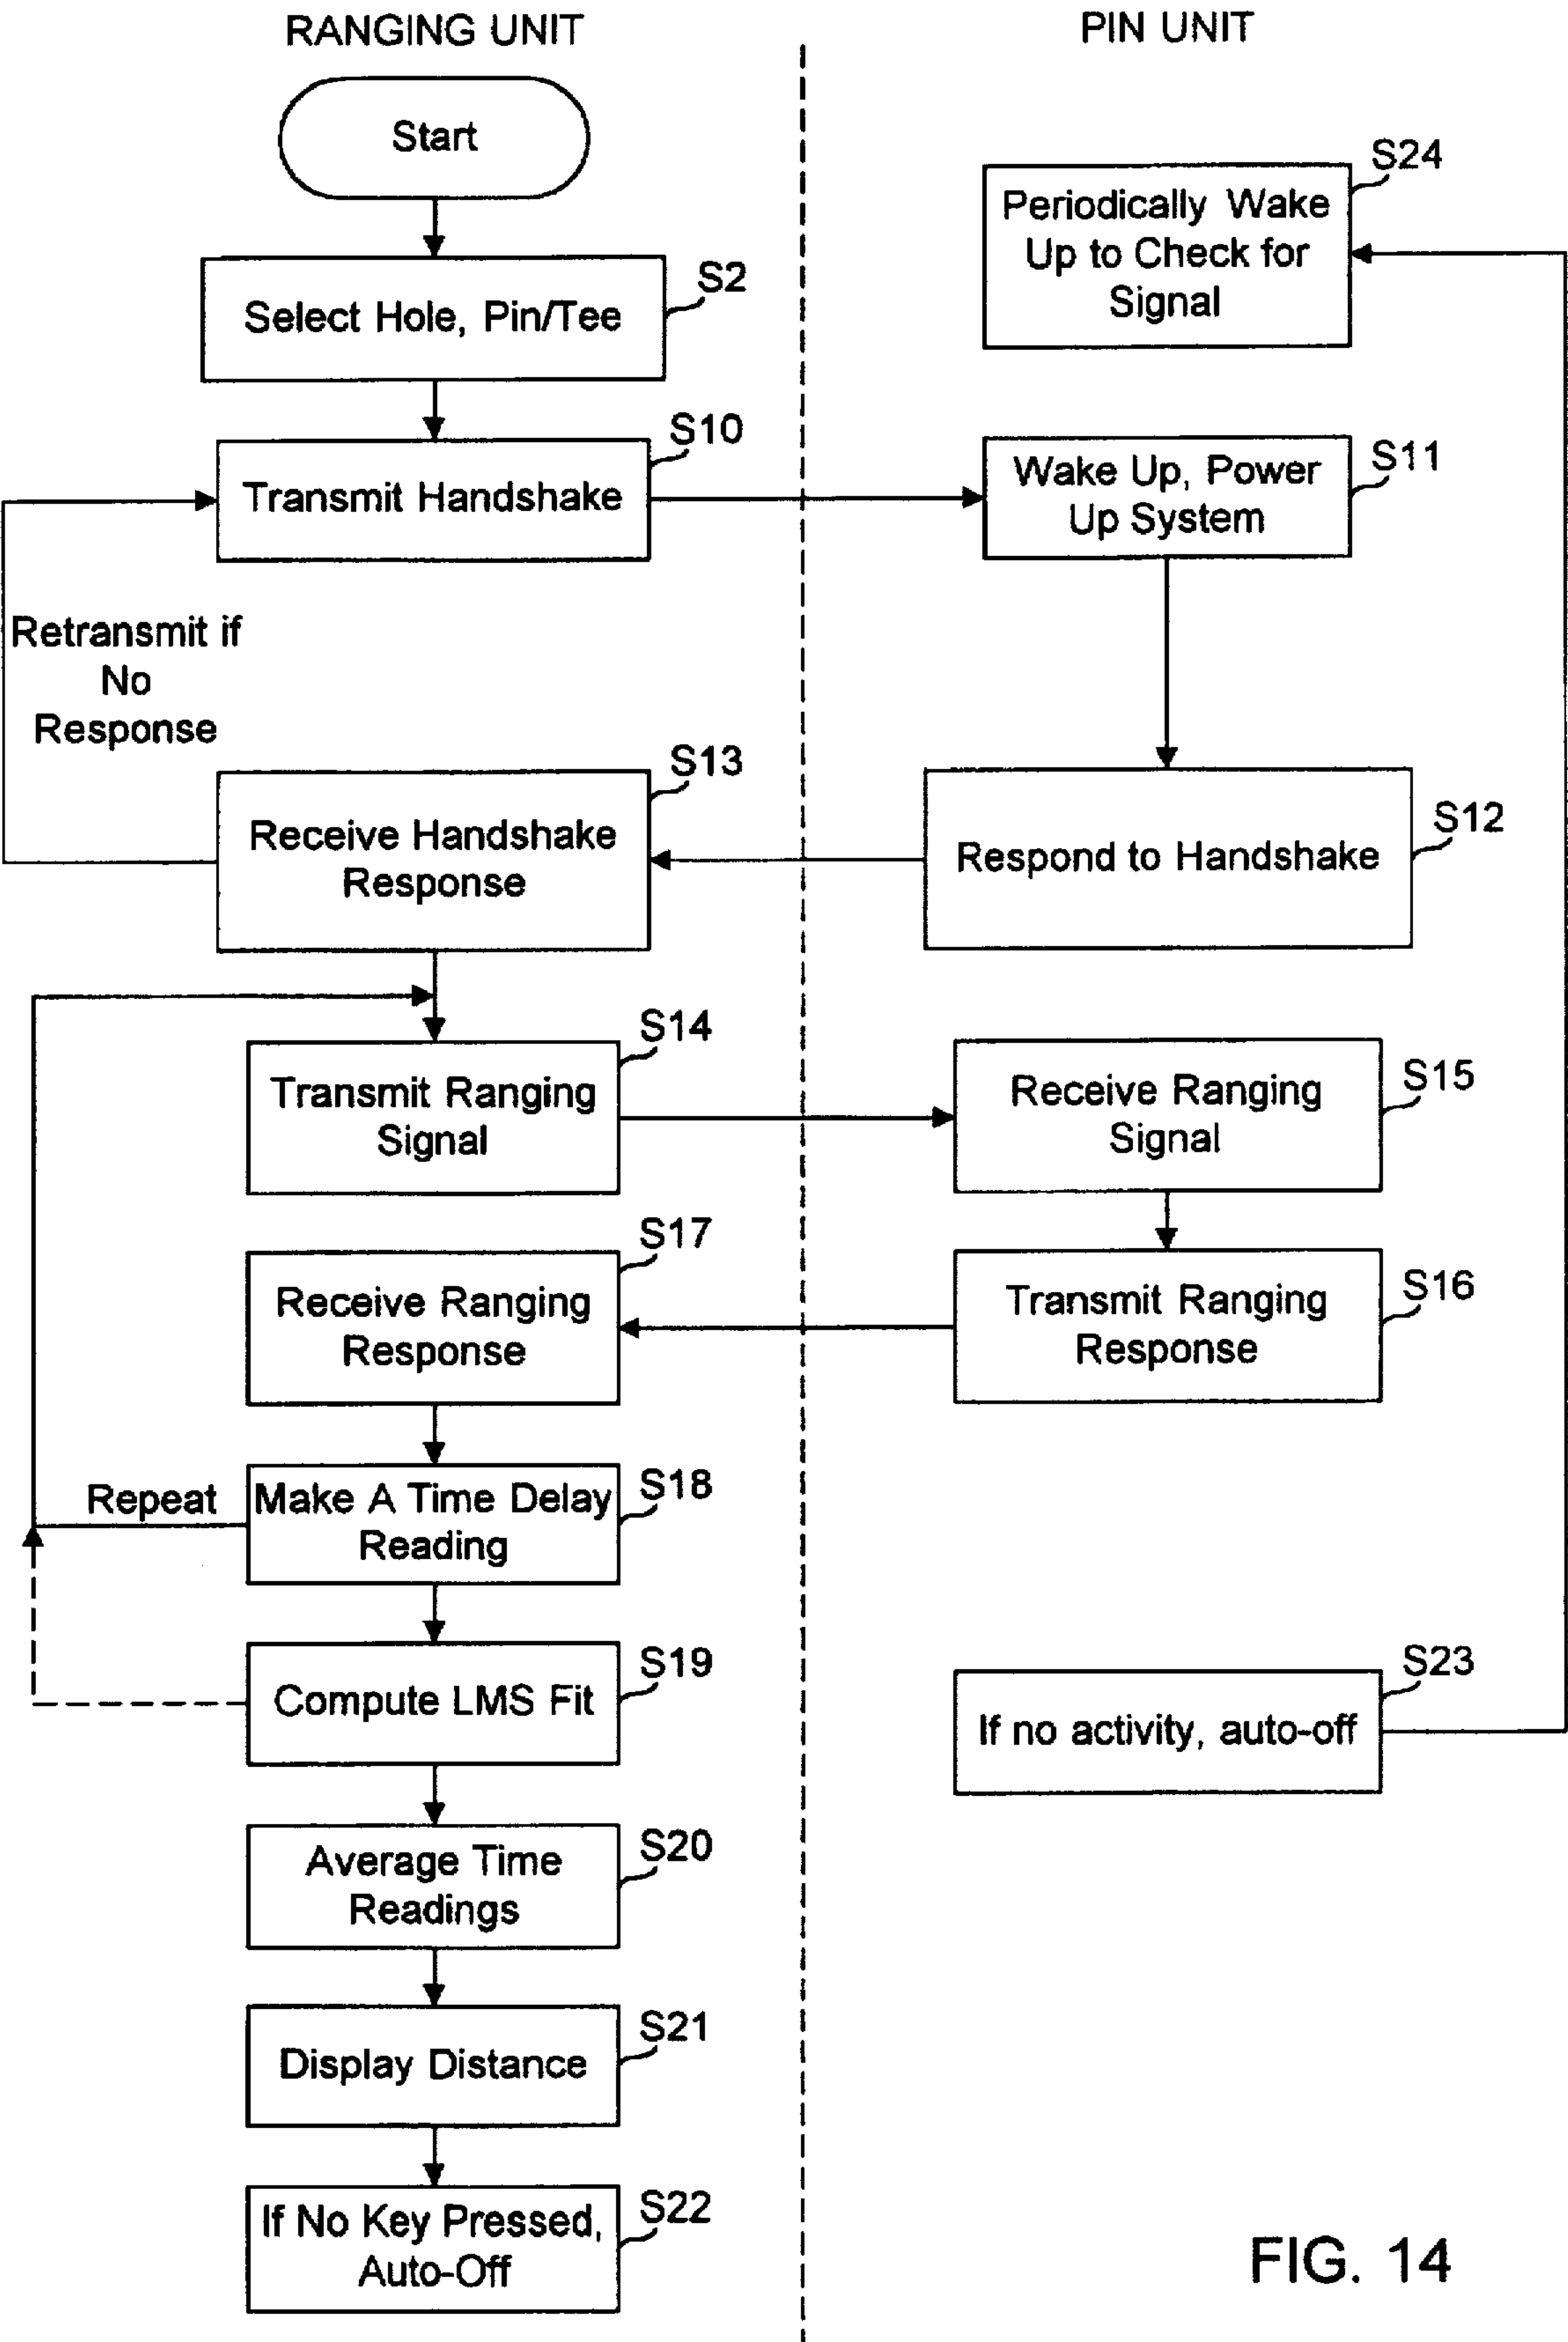 RANGING UNIT
PIN UNIT
Start
S24
Periodically Wake
Up to Check for
Signal
S2
Select Hole, Pin/Tee
S10
Transmit Handshake
S11
Wake Up, Power
Up System
Retransmit if
No
Response
S13
Receive Handshake
Response
S12
Respond to Handshake
S14
Transmit Ranging
Signal
S15
Receive Ranging
Signal
S17
Receive Ranging
Response
S16
Transmit Ranging
Response
Repeat
S18
Make A Time Delay
Reading
S19
Compute LMS Fit
S23
If no activity, auto-off
S20
Average Time
Readings
S21
Display Distance
S22
If No Key Pressed,
Auto-Off
FIG. 14